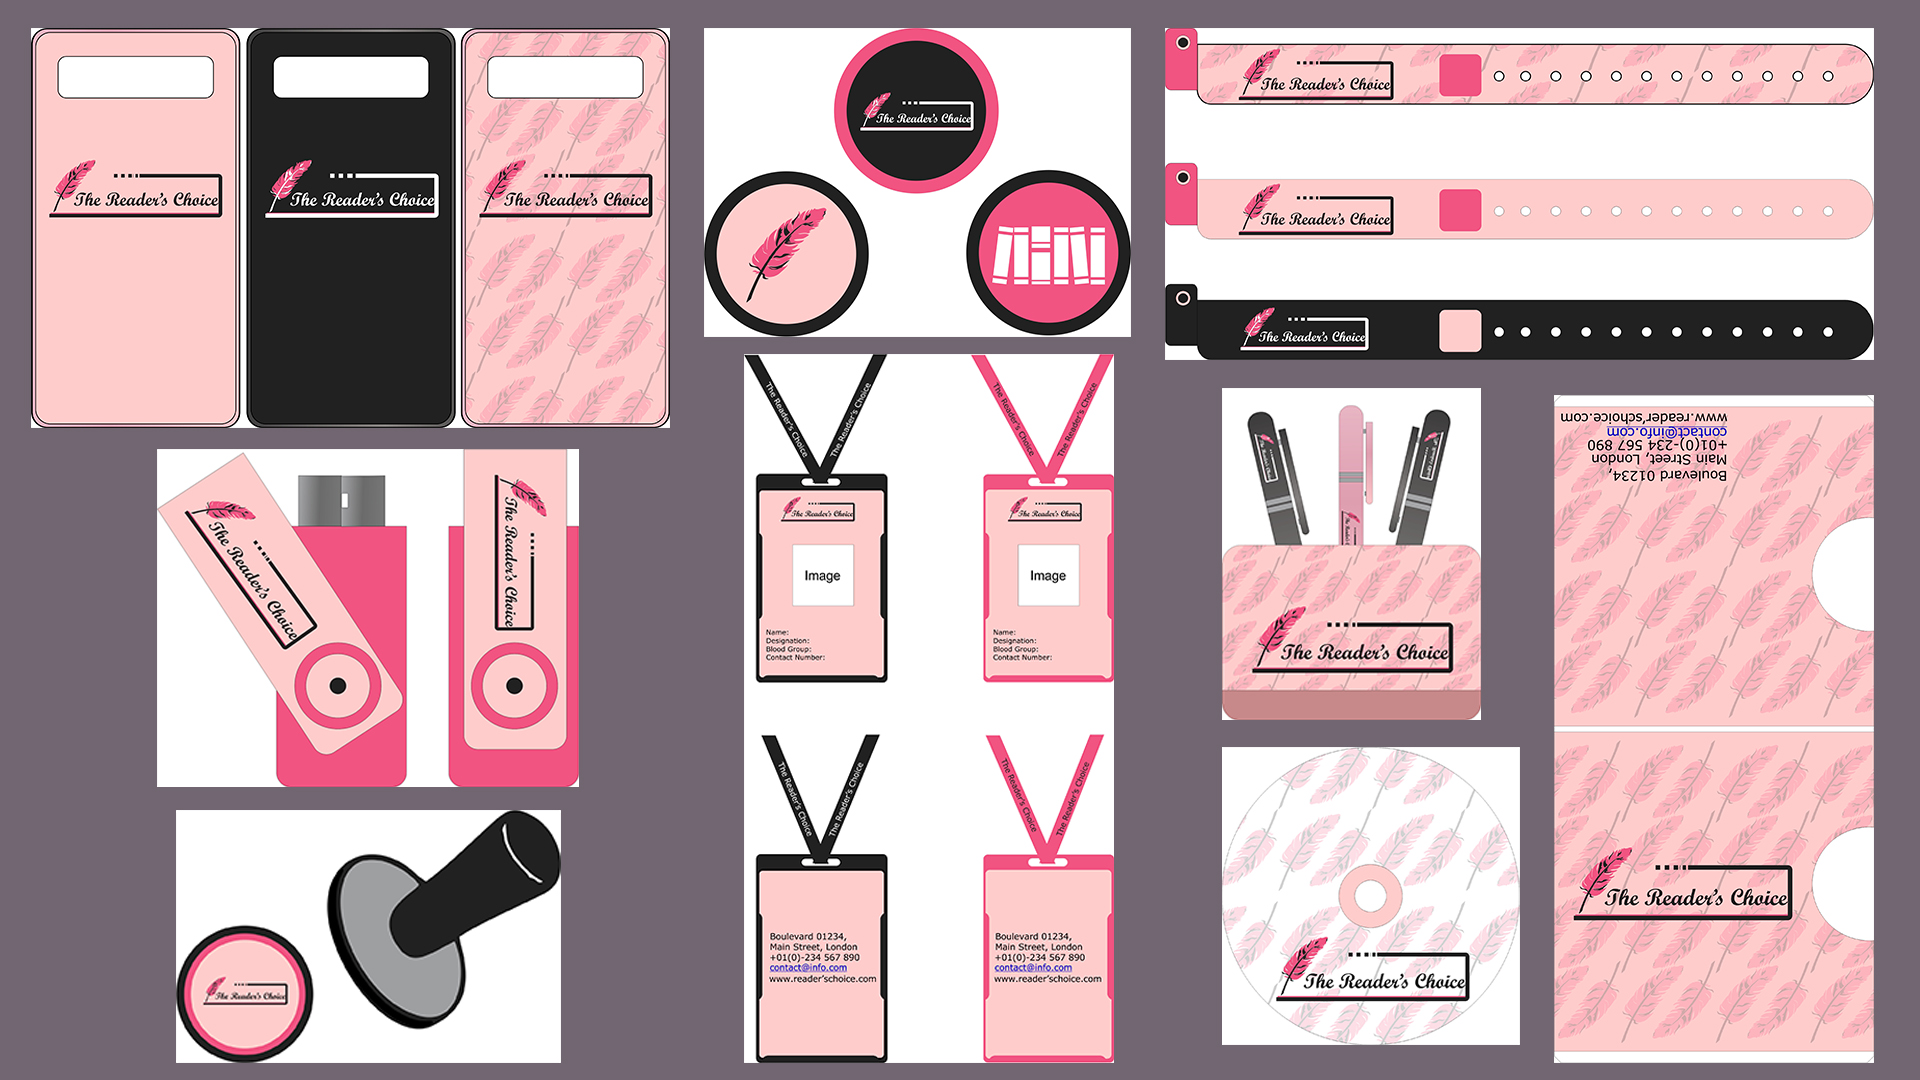 The Reader's Choice
The Reader's Choice
The Reader's Choice
The Reader's Choice
The Reader's Choice
The Reader's Choice
The Reader's Choice
The Reader's Choice
The Reader's Choice
The Reader's Choice
The Reader's Choice
The Reader's Choice
The Reader's Choice
The Reader's Choice
Image
Name:
Designation:
Blood Group:
Contact Number:
The Reader's Choice
The Reader's Choice
The Reader's Choice
Image
Name:
Designation:
Blood Group:
Contact Number:
The Reader's Choice
The Reader's Choice
Boulevard 01234,
Main Street, London
+01(0)-234 567 890
contact@info.com
www.reader'schoice.com
The Reader's Choice
The Reader's Choice
Boulevard 01234,
Main Street, London
+01(0)-234 567 890
contact@info.com
www.reader'schoice.com
The Reader's Choice
The Reader's Choice
Boulevard 01234,
Main Street, London
+01(0)-234 567 890
contact@info.com
www.reader'schoice.com
The Reader's Choice
The Reader's Choice